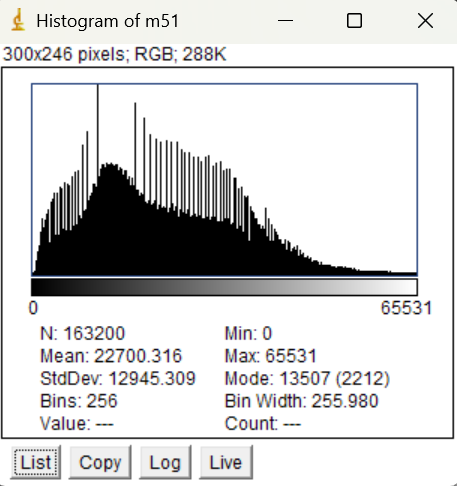 Histogram of m51
300x246 pixels; RGB; 288K
0 65531
N: 163200 Min: 0
Mean: 22700.316 Max: 65531
StdDev: 12945.309 Mode: 13507 (2212)
Bins: 256 Bin Width: 255.980
Value: --- Count: ---
List Copy Log Live